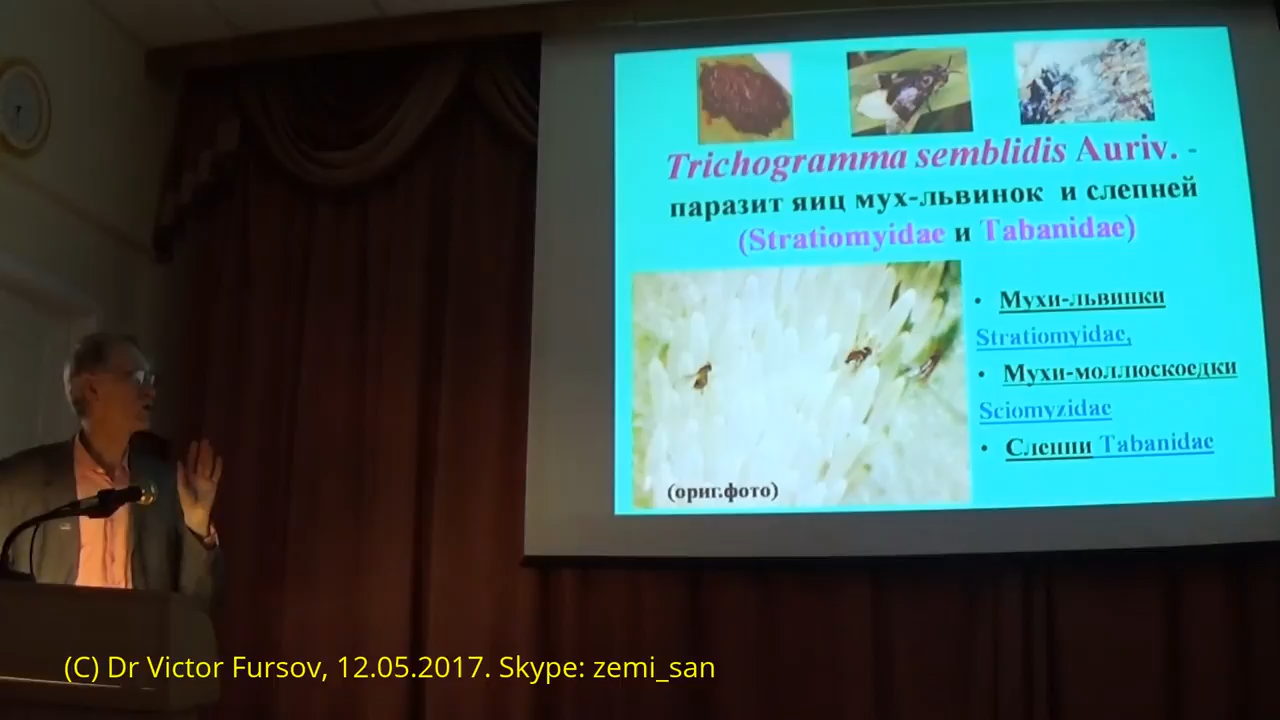 Trichogramma semblidis Auriv. -
паразит яиц мух-львинок и слепней
(Stratiomyidae и Tabanidae)
• Мухи-львинки
Stratiomyidae,
• Мухи-моллюскоедки
Sciomyzidae
• Слепни Tabanidae
(ориг.фото)
(C) Dr Victor Fursov, 12.05.2017. Skype: zemi_san